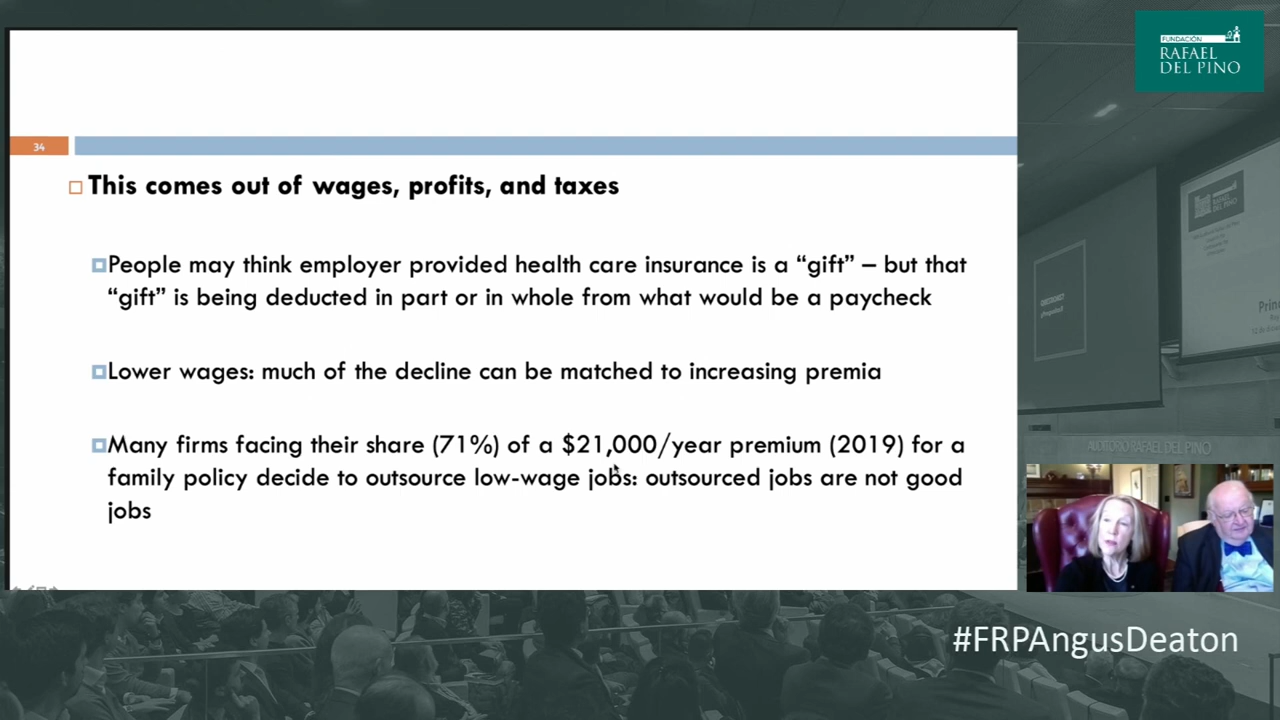 FUNDACIÓN
RAFAEL
DEL PINO
34
This comes out of wages, profits, and taxes
People may think employer provided health care insurance is a “gift” – but that
“gift” is being deducted in part or in whole from what would be a paycheck
Lower wages: much of the decline can be matched to increasing premia
Many firms facing their share (71%) of a $21,000/year premium (2019) for a
family policy decide to outsource low-wage jobs: outsourced jobs are not good
jobs
AUDITORIO RAFAEL DEL PINO
#FRPAngusDeaton